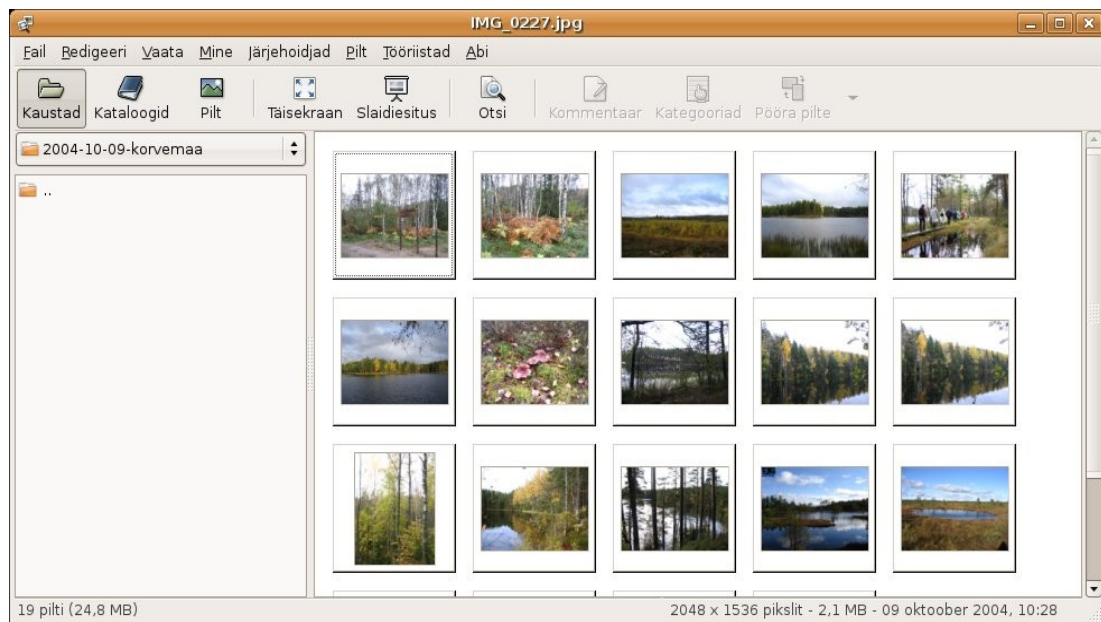 IMG_0227.jpg
Fail Redigeeri Vaata Mine Järjehoidjad Pilt Tööriistad Abi
Kaustad Kataloogid Pilt Täisekraan Slaidiesitus Otsi Kommentaar Kategooriad Pööra pilte
2004-10-09-korvemaa
..
19 pilti (24,8 MB) 2048 x 1536 pikslit - 2,1 MB - 09 oktoober 2004, 10:28